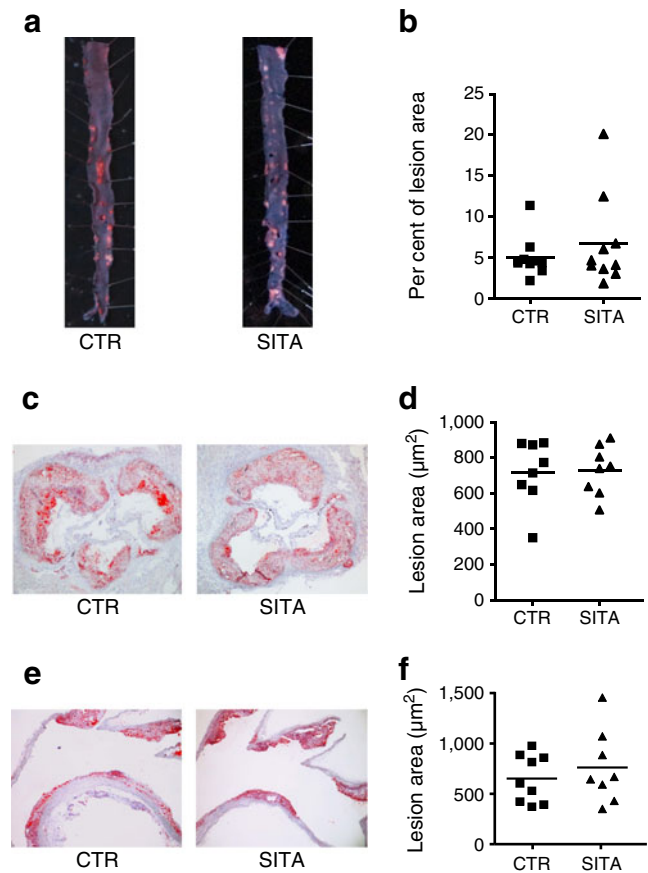 a
CTR
SITA
b
Per cent of lesion area
25
20
15
10
5
0
CTR
SITA
c
CTR
SITA
d
Lesion area (µm²)
1,000
800
600
400
200
0
CTR
SITA
e
CTR
SITA
f
Lesion area (µm²)
1,500
1,000
500
0
CTR
SITA